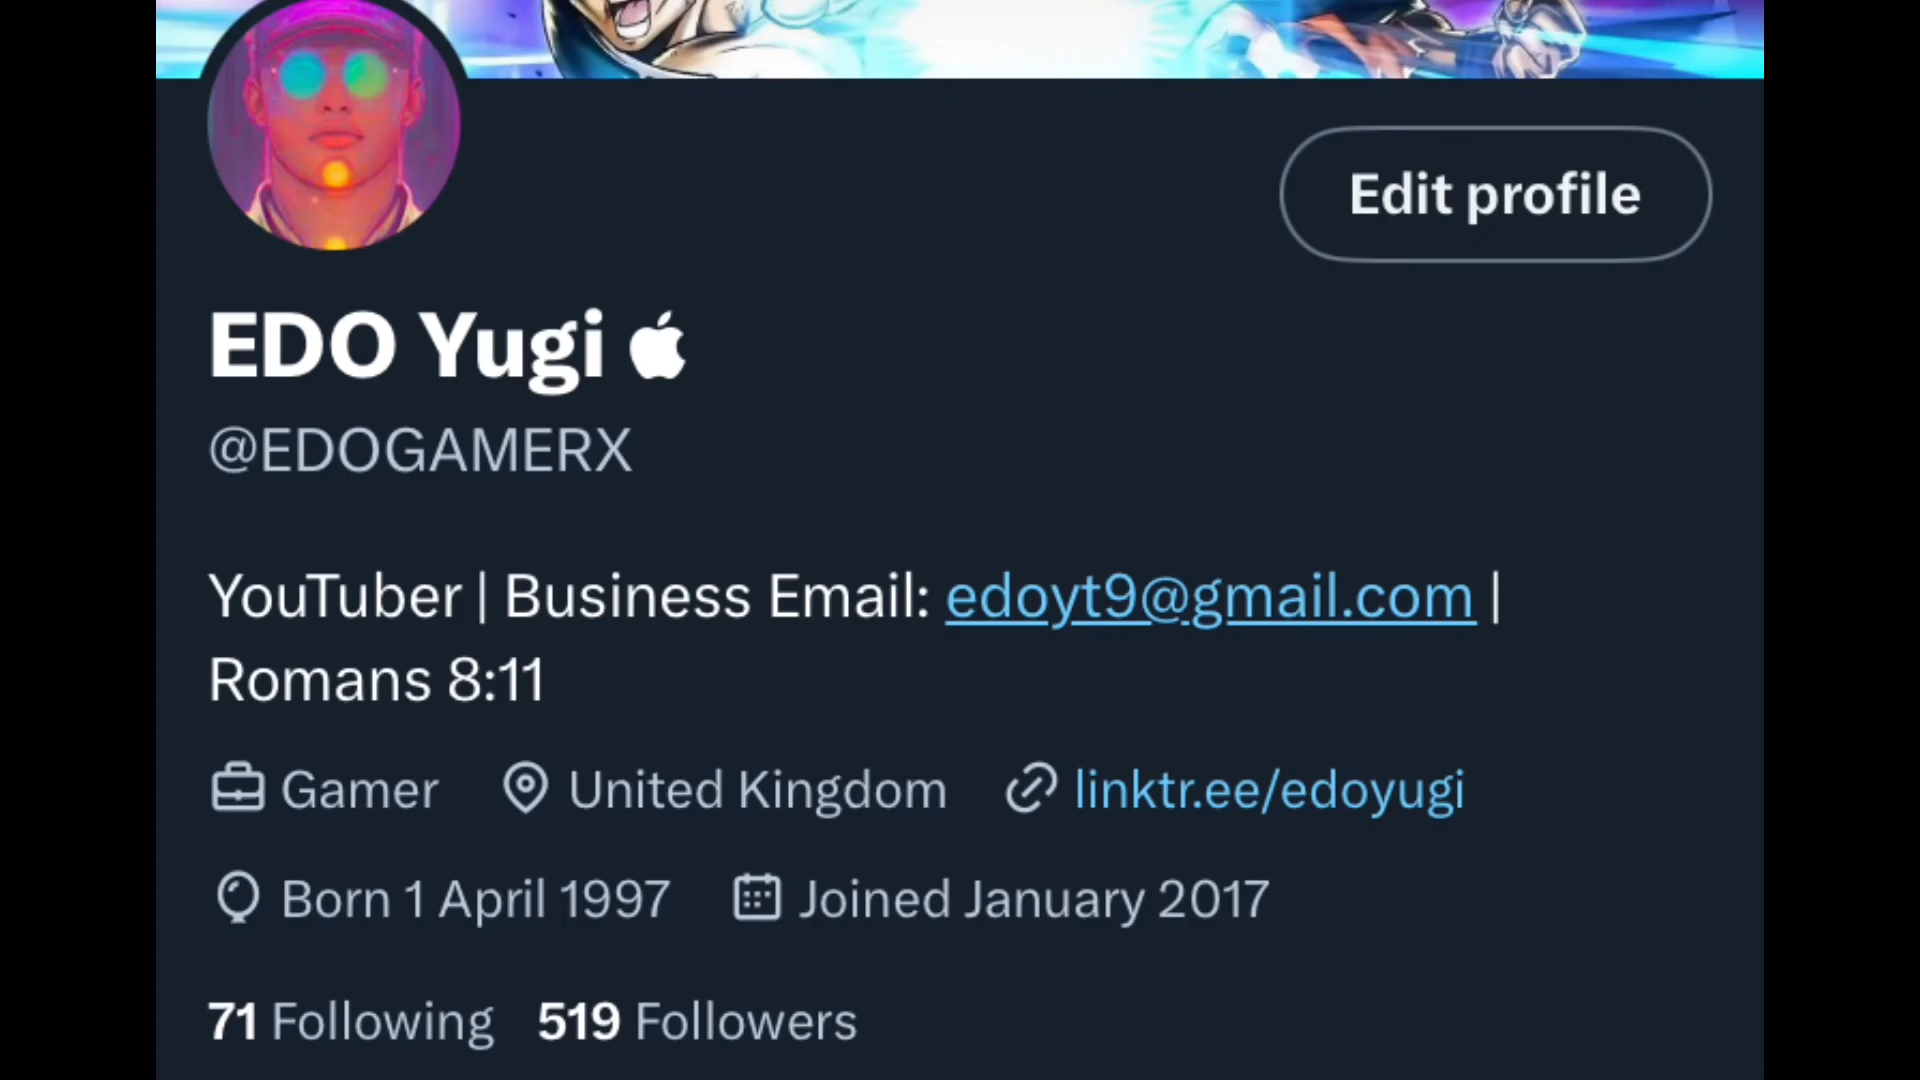 Edit profile
EDO Yugi 
@EDOGAMERX
YouTuber | Business Email: edoyt9@gmail.com |
Romans 8:11
Gamer United Kingdom linktr.ee/edoyugi
Born 1 April 1997 Joined January 2017
71 Following 519 Followers